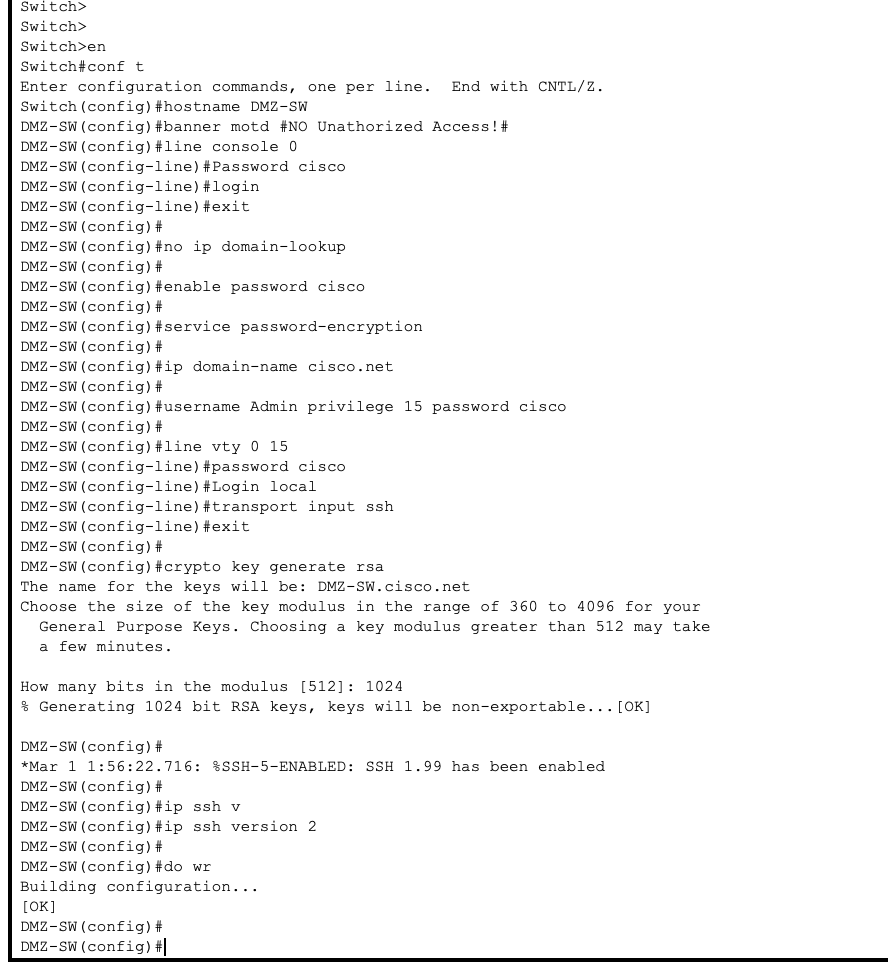 Switch>
Switch>
Switch>en
Switch#conf t
Enter configuration commands, one per line.  End with CNTL/Z.
Switch(config)#hostname DMZ-SW
DMZ-SW(config)#banner motd #NO Unathorized Access!#
DMZ-SW(config)#line console 0
DMZ-SW(config-line)#Password cisco
DMZ-SW(config-line)#login
DMZ-SW(config-line)#exit
DMZ-SW(config)#
DMZ-SW(config)#no ip domain-lookup
DMZ-SW(config)#
DMZ-SW(config)#enable password cisco
DMZ-SW(config)#
DMZ-SW(config)#service password-encryption
DMZ-SW(config)#
DMZ-SW(config)#ip domain-name cisco.net
DMZ-SW(config)#
DMZ-SW(config)#username Admin privilege 15 password cisco
DMZ-SW(config)#
DMZ-SW(config)#line vty 0 15
DMZ-SW(config-line)#password cisco
DMZ-SW(config-line)#Login local
DMZ-SW(config-line)#transport input ssh
DMZ-SW(config-line)#exit
DMZ-SW(config)#
DMZ-SW(config)#crypto key generate rsa
The name for the keys will be: DMZ-SW.cisco.net
Choose the size of the key modulus in the range of 360 to 4096 for your
  General Purpose Keys. Choosing a key modulus greater than 512 may take
  a few minutes.

How many bits in the modulus [512]: 1024
% Generating 1024 bit RSA keys, keys will be non-exportable...[OK]

DMZ-SW(config)#
*Mar 1 1:56:22.716: %SSH-5-ENABLED: SSH 1.99 has been enabled
DMZ-SW(config)#
DMZ-SW(config)#ip ssh v
DMZ-SW(config)#ip ssh version 2
DMZ-SW(config)#
DMZ-SW(config)#do wr
Building configuration...
[OK]
DMZ-SW(config)#
DMZ-SW(config)#